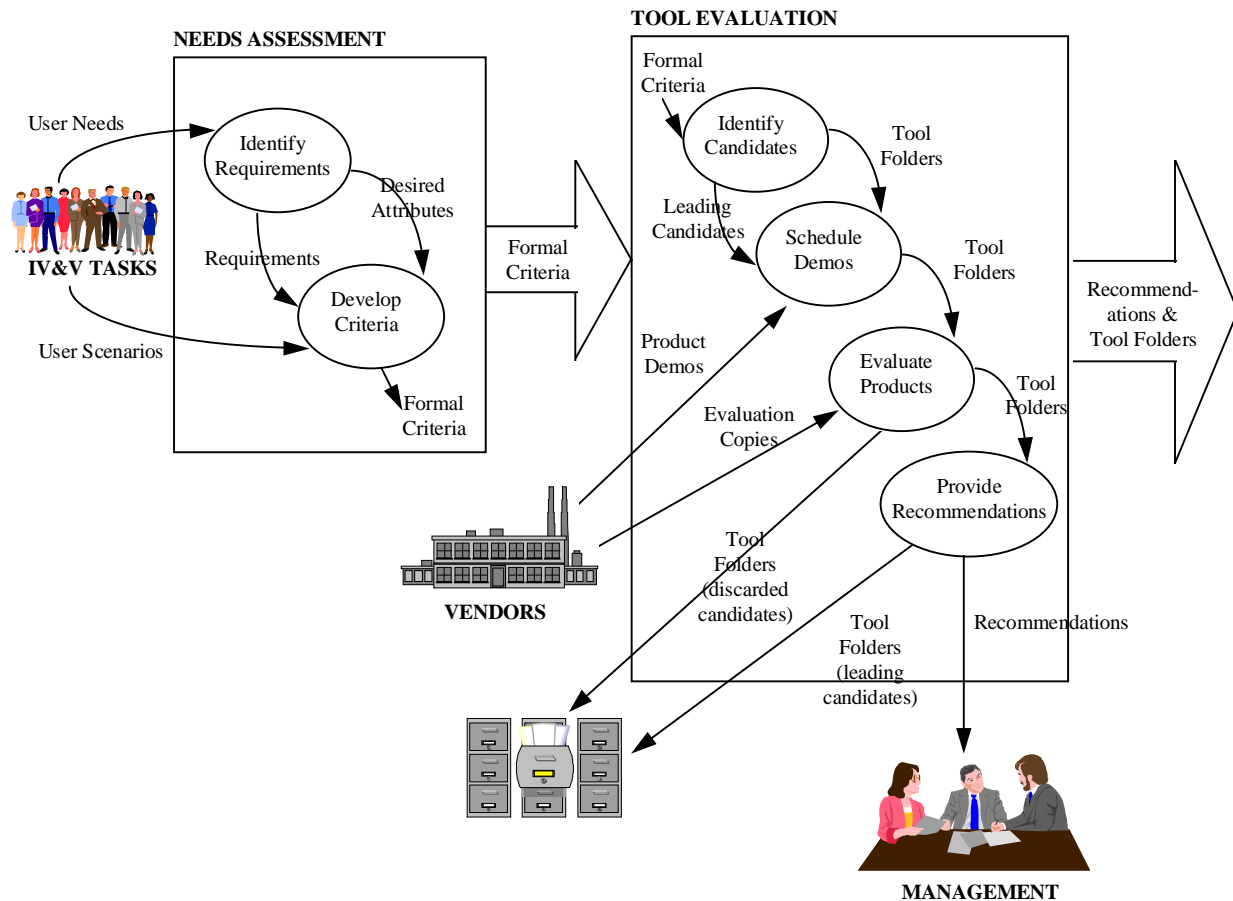 NEEDS ASSESSMENT
User Needs
Identify
Requirements
Desired
Attributes
Requirements
IV&V TASKS
Develop
Criteria
User Scenarios
Formal
Criteria
Formal
Criteria
TOOL EVALUATION
Formal
Criteria
Identify
Candidates
Tool
Folders
Leading
Candidates
Schedule
Demos
Tool
Folders
Product
Demos
Evaluate
Products
Tool
Folders
Evaluation
Copies
Provide
Recommendations
VENDORS
Tool
Folders
(discarded
candidates)
Tool
Folders
(leading
candidates)
Recommendations
Recommend-
ations &
Tool Folders
MANAGEMENT